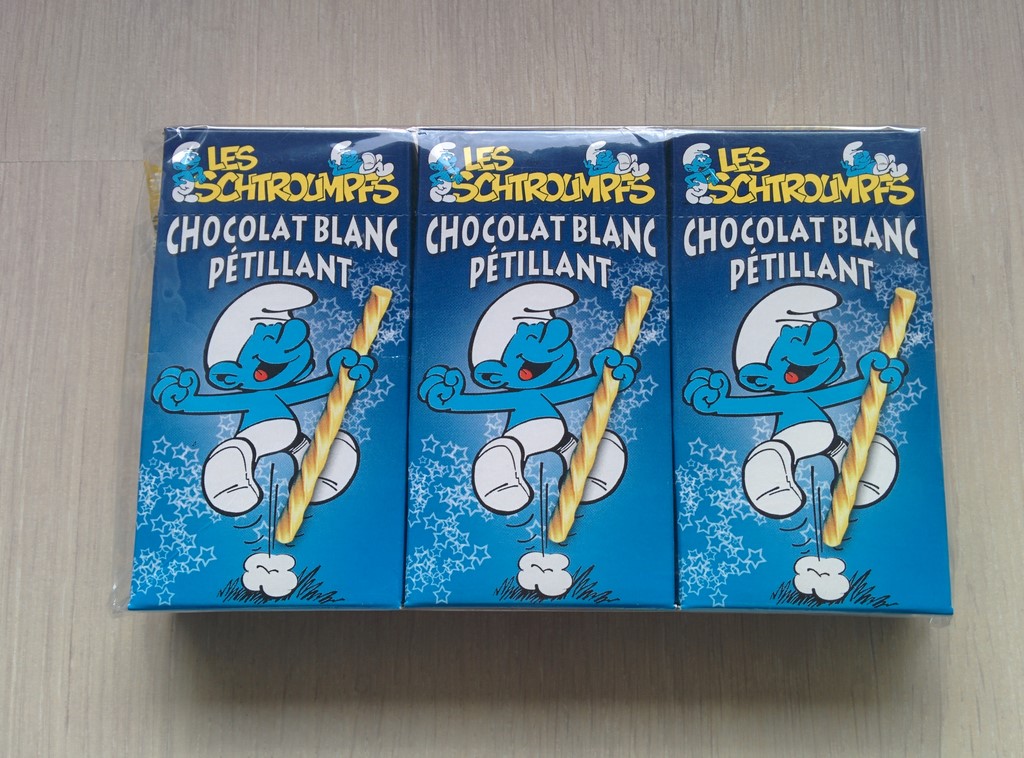 LES
SCHTROUMPFS
CHOCOLAT BLANC
PÉTILLANT
LES
SCHTROUMPFS
CHOCOLAT BLANC
PÉTILLANT
LES
SCHTROUMPFS
CHOCOLAT BLANC
PÉTILLANT